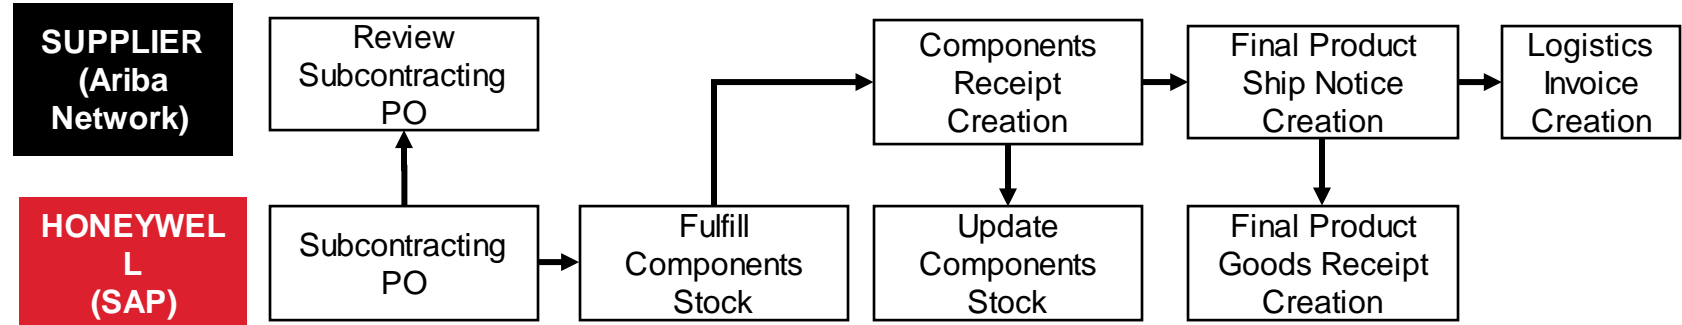 SUPPLIER
(Ariba
Network)
Review
Subcontracting
PO
Components
Receipt
Creation
Final Product
Ship Notice
Creation
Logistics
Invoice
Creation
HONEYWEL
L
(SAP)
Subcontracting
PO
Fulfill
Components
Stock
Update
Components
Stock
Final Product
Goods Receipt
Creation